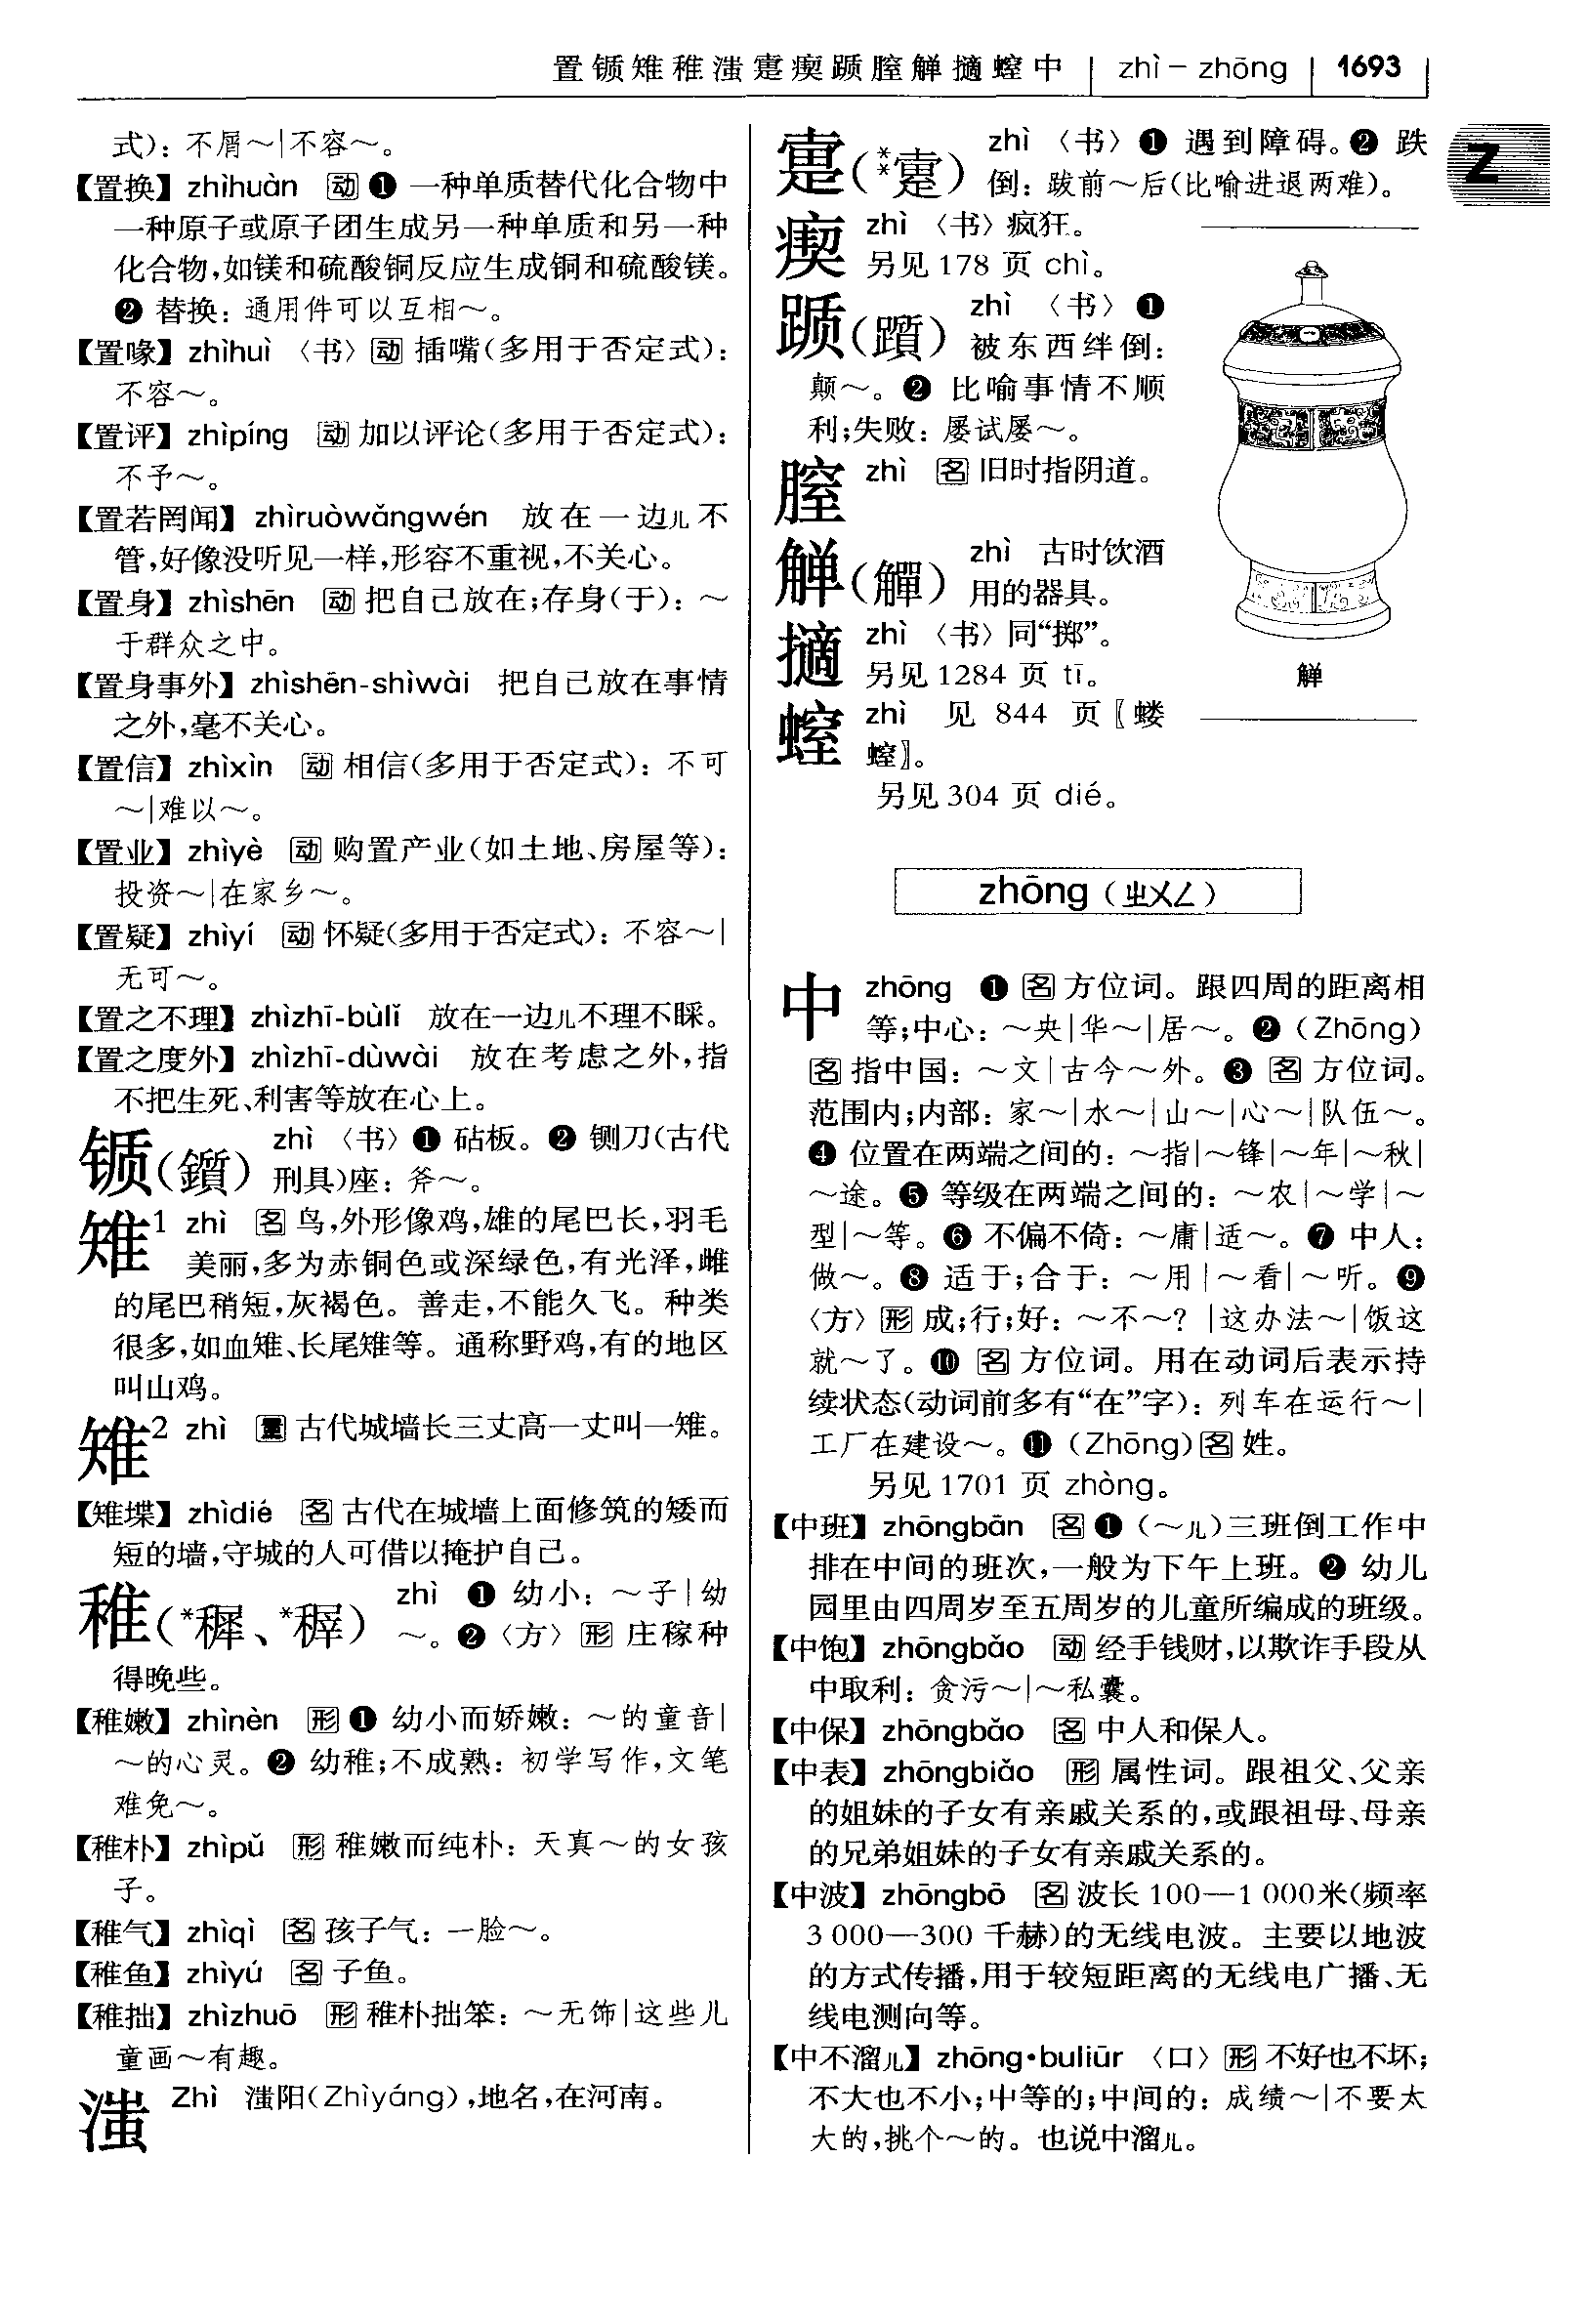 置锧雉稚滍疐瘈踬膣觯擿螲中 zhì－zhōng 1693
Z
式)：不屑～|不容～。
【置换】zhìhuàn 动❶一种单质替代化合物中
一种原子或原子团生成另一种单质和另一种
化合物,如镁和硫酸铜反应生成铜和硫酸镁。
❷ 替换：通用件可以互相～。
【置喙】zhìhuì〈书〉动 插嘴(多用于否定式)：
不容～。
【置评】zhìpíng 动 加以评论(多用于否定式)：
不予～。
【置若罔闻】zhìruòwǎngwén 放在一边儿不
管,好像没听见一样,形容不重视,不关心。
【置身】zhìshēn 动 把自己放在;存身(于)：～
于群众之中。
【置身事外】zhìshēn-shìwài 把自己放在事情
之外,毫不关心。
【置信】zhìxìn 动 相信(多用于否定式)：不可
～|难以～。
【置业】zhìyè 动 购置产业(如土地、房屋等)：
投资～|在家乡～。
【置疑】zhìyí 动 怀疑(多用于否定式)：不容～|
无可～。
【置之不理】zhìzhī-bùlǐ 放在一边儿不理不睬。
【置之度外】zhìzhī-dùwài 放在考虑之外,指
不把生死、利害等放在心上。
锧(鑕) zhì〈书〉❶ 砧板。❷ 铡刀(古代
刑具)座：斧～。
雉1 zhì 名 鸟,外形像鸡,雄的尾巴长,羽毛
美丽,多为赤铜色或深绿色,有光泽,雌
的尾巴稍短,灰褐色。善走,不能久飞。种类
很多,如血雉、长尾雉等。通称野鸡,有的地区
叫山鸡。
雉2 zhì 量 古代城墙长三丈高一丈叫一雉。
【雉堞】zhìdié 名 古代在城墙上面修筑的矮而
短的墙,守城的人可借以掩护自己。
稚(*穉、*稺) zhì ❶ 幼小：～子|幼
～。❷〈方〉形 庄稼种
得晚些。
【稚嫩】zhìnèn 形❶ 幼小而娇嫩：～的童音|
～的心灵。❷ 幼稚;不成熟：初学写作,文笔
难免～。
【稚朴】zhìpǔ 形 稚嫩而纯朴：天真～的女孩
子。
【稚气】zhìqì 名 孩子气：一脸～。
【稚鱼】zhìyú 名 子鱼。
【稚拙】zhìzhuō 形 稚朴拙笨：～无饰|这些儿
童画～有趣。
滍 Zhì 滍阳(Zhìyáng),地名,在河南。
疐(**疐) zhì〈书〉❶ 遇到障碍。❷ 跌
倒：跋前～后(比喻进退两难)。
瘈 zhì〈书〉疯狂。
另见178页 chì。
踬(躓) zhì〈书〉❶
被东西绊倒：
颠～。❷ 比喻事情不顺
利;失败：屡试屡～。
膣 zhì 名 旧时指阴道。
觯(觶) zhì 古时饮酒
用的器具。
擿 zhì〈书〉同“掷”。
另见1284页 tī。
螲 zhì 见 844 页〖蝼
螲〗。
另见304页 dié。
觯
zhōng（ㄓㄨㄥ）
中 zhōng ❶ 名 方位词。跟四周的距离相
等;中心：～央|华～|居～。❷（Zhōng）
名 指中国：～文|古今～外。❸ 名 方位词。
范围内;内部：家～|水～|山～|心～|队伍～。
❹ 位置在两端之间的：～指|～锋|～年|～秋|
～途。❺ 等级在两端之间的：～农|～学|～
型|～等。❻ 不偏不倚：～庸|适～。❼ 中人：
做～。❽ 适于;合于：～用|～看|～听。❾
〈方〉形 成;行;好：～不～？|这办法～|饭这
就～了。❿ 名 方位词。用在动词后表示持
续状态(动词前多有“在”字)：列车在运行～|
工厂在建设～。⓫（Zhōng)名 姓。
另见1701页 zhòng。
【中班】zhōngbān 名❶（～儿)三班倒工作中
排在中间的班次,一般为下午上班。❷ 幼儿
园里由四周岁至五周岁的儿童所编成的班级。
【中饱】zhōngbǎo 动 经手钱财,以欺诈手段从
中取利：贪污～|～私囊。
【中保】zhōngbǎo 名 中人和保人。
【中表】zhōngbiǎo 形 属性词。跟祖父、父亲
的姐妹的子女有亲戚关系的,或跟祖母、母亲
的兄弟姐妹的子女有亲戚关系的。
【中波】zhōngbō 名 波长100—1 000米(频率
3 000—300 千赫)的无线电波。主要以地波
的方式传播,用于较短距离的无线电广播、无
线电测向等。
【中不溜儿】zhōng·buliūr〈口〉形 不好也不坏;
不大也不小;中等的;中间的：成绩～|不要太
大的,挑个～的。也说中溜儿。